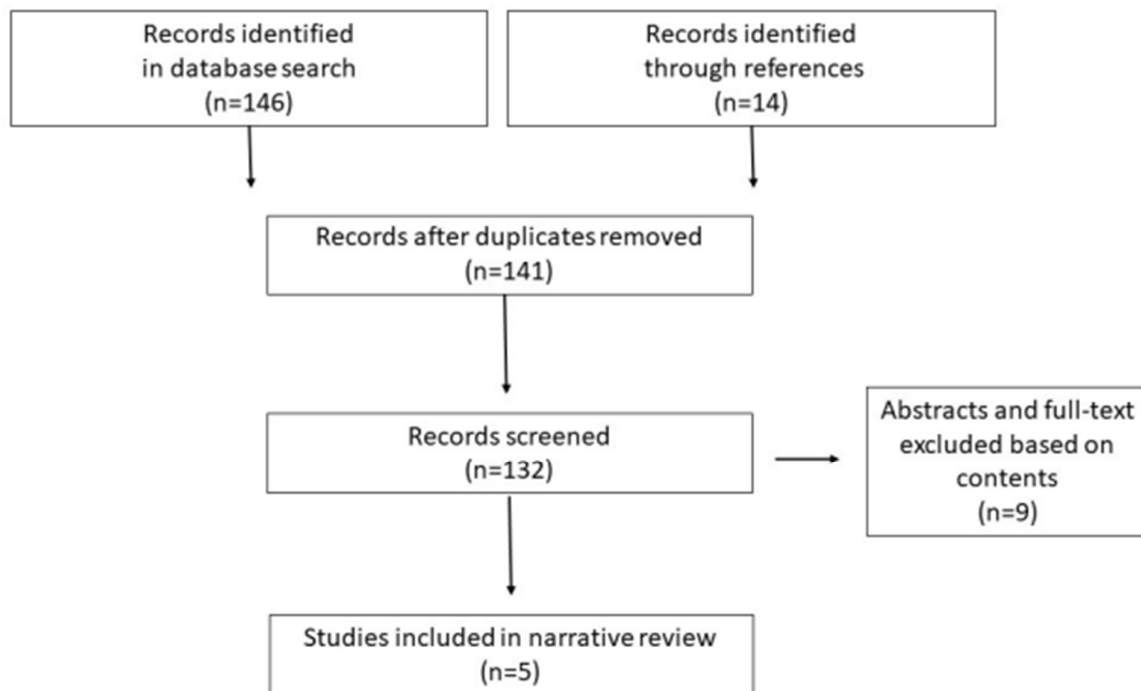 Records identified
in database search
(n=146)
Records identified
through references
(n=14)
Records after duplicates removed
(n=141)
Records screened
(n=132)
Abstracts and full-text
excluded based on
contents
(n=9)
Studies included in narrative review
(n=5)